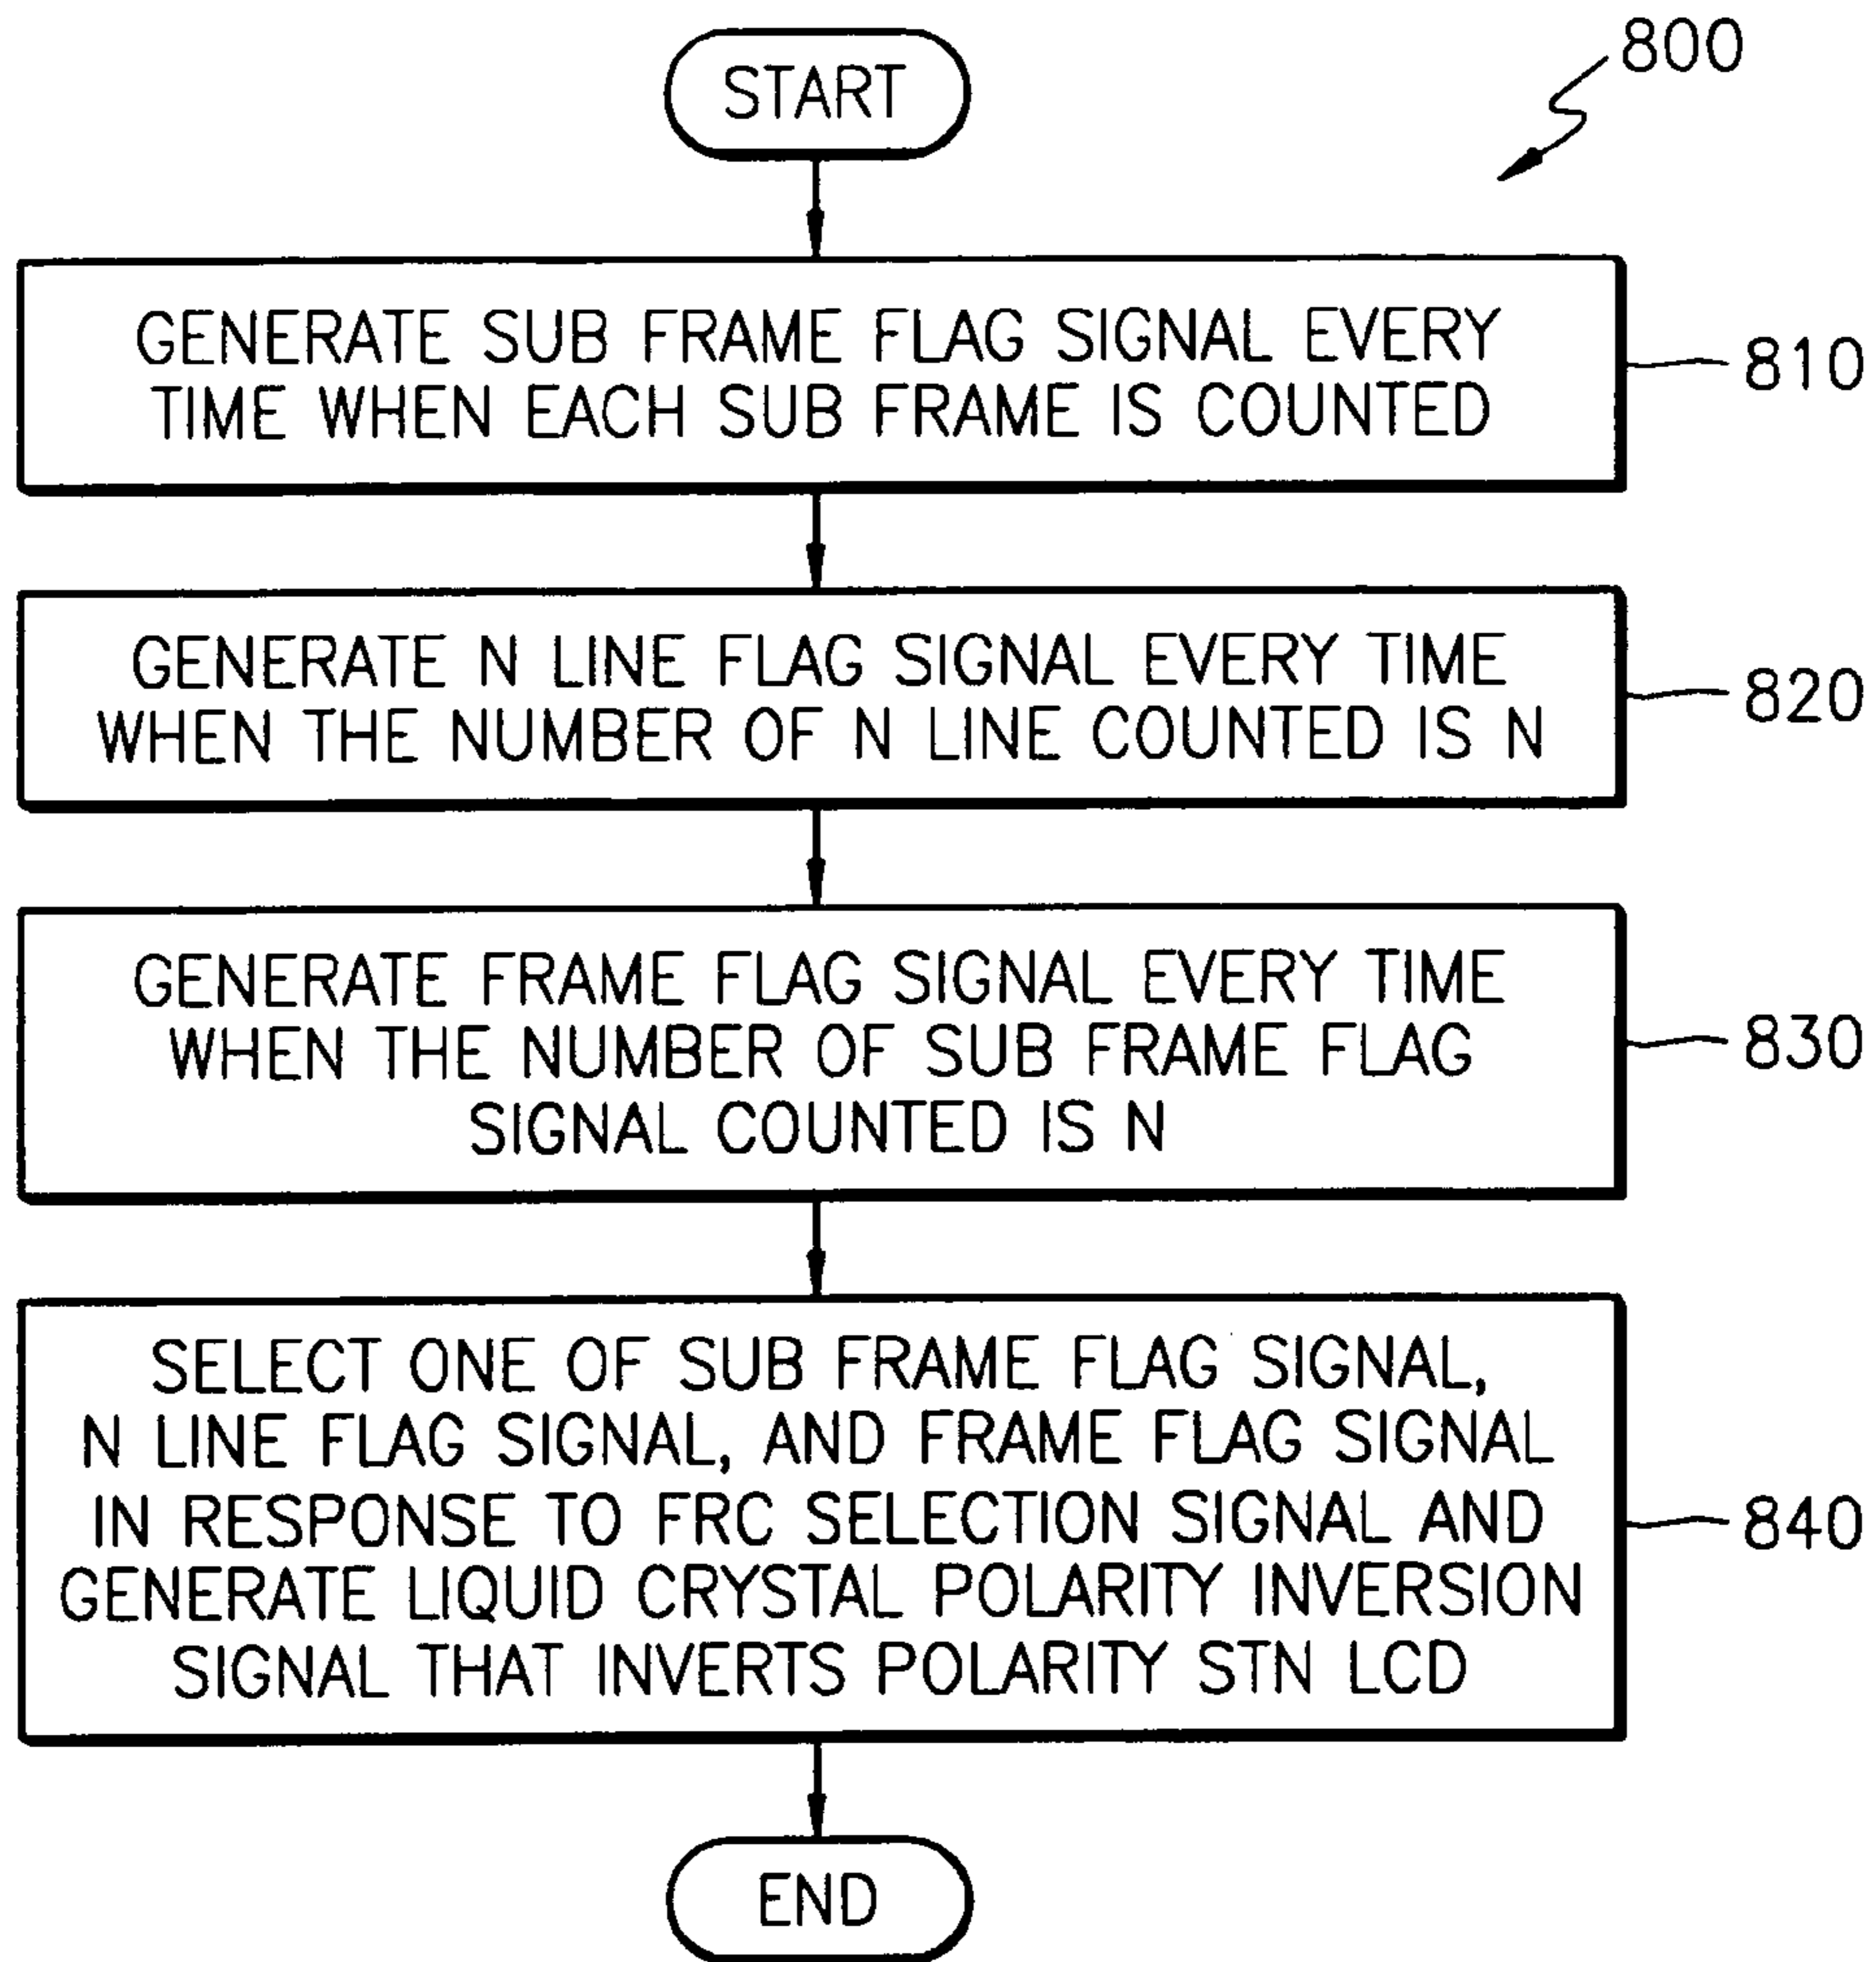 800
START
GENERATE SUB FRAME FLAG SIGNAL EVERY
TIME WHEN EACH SUB FRAME IS COUNTED
810
GENERATE N LINE FLAG SIGNAL EVERY TIME
WHEN THE NUMBER OF N LINE COUNTED IS N
820
GENERATE FRAME FLAG SIGNAL EVERY TIME
WHEN THE NUMBER OF SUB FRAME FLAG
SIGNAL COUNTED IS N
830
SELECT ONE OF SUB FRAME FLAG SIGNAL,
N LINE FLAG SIGNAL, AND FRAME FLAG SIGNAL
IN RESPONSE TO FRC SELECTION SIGNAL AND
GENERATE LIQUID CRYSTAL POLARITY INVERSION
SIGNAL THAT INVERTS POLARITY STN LCD
840
END